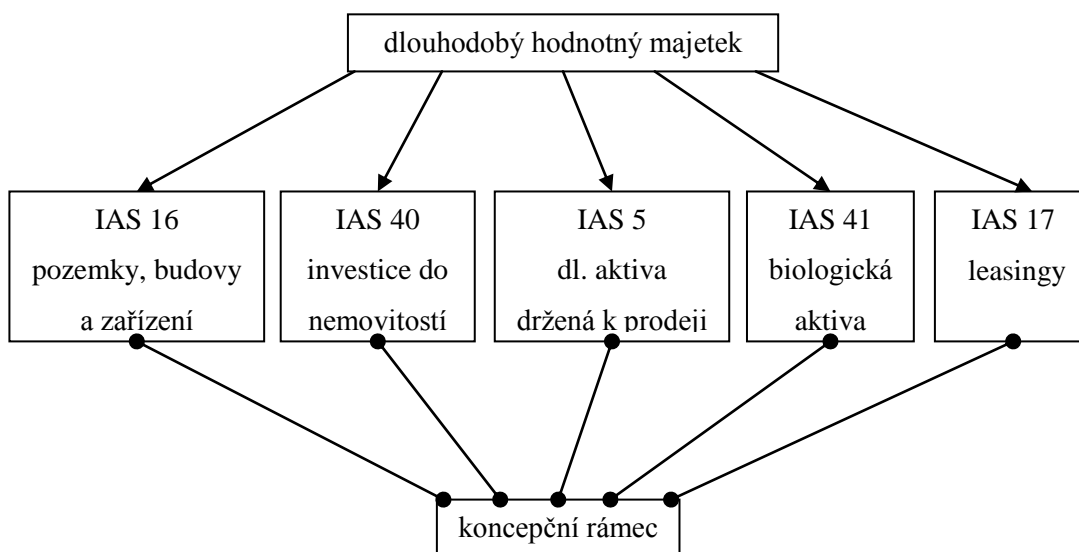 dlouhodobý hodnotný majetek
IAS 16
pozemky, budovy
a zařízení
IAS 40
investice do
nemovitostí
IAS 5
dl. aktiva
držená k prodeji
IAS 41
biologická
aktiva
IAS 17
leasingy
koncepční rámec